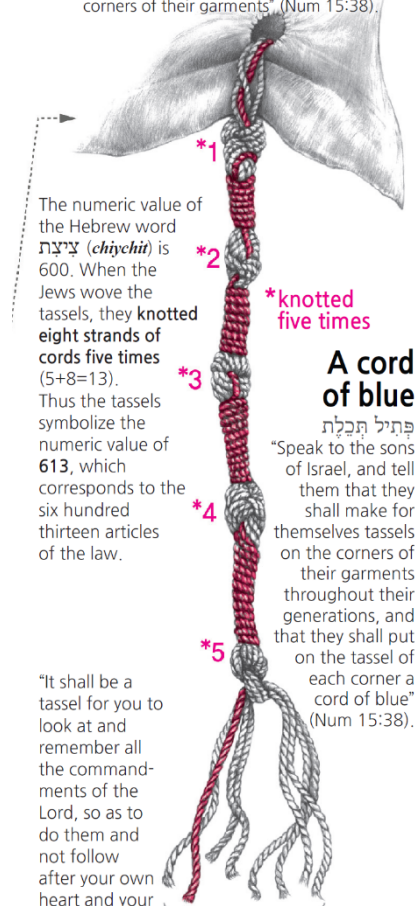 corners of their garments" (Num 15:38).
*1
The numeric value of
the Hebrew word
צִיצִת (chiychit) is
600. When the
Jews wove the
tassels, they knotted
eight strands of
cords five times
(5+8=13).
Thus the tassels
symbolize the
numeric value of
613, which
corresponds to the
six hundred
thirteen articles
of the law.
*2
*knotted
five times
*3
A cord
of blue
פְּתִיל תְּכֵלֶת
"Speak to the sons
of Israel, and tell
them that they
shall make for
themselves tassels
on the corners of
their garments
throughout their
generations, and
that they shall put
on the tassel of
each corner a
cord of blue"
(Num 15:38).
*4
*5
"It shall be a
tassel for you to
look at and
remember all
the command-
ments of the
Lord, so as to
do them and
not follow
after your own
heart and your